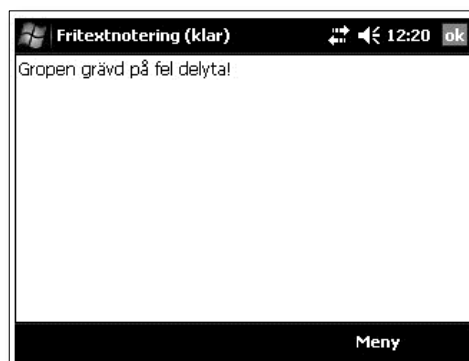 Fritextnotering (klar) 12:20 ok
Gropen grävd på fel delyta!
Meny